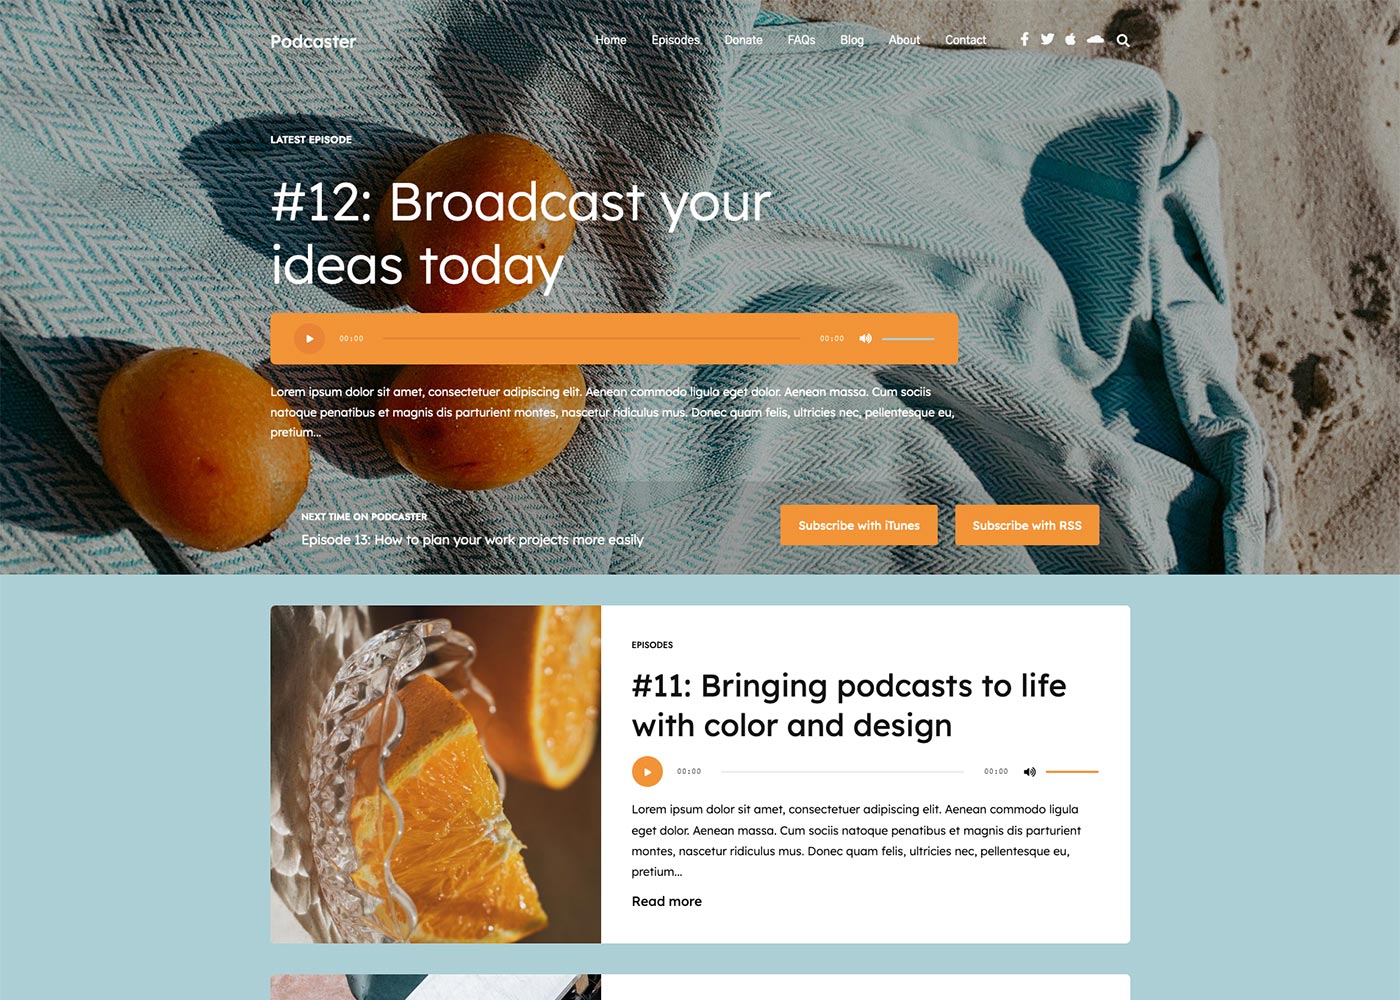 Podcaster
Home Episodes Donate FAQs Blog About Contact
LATEST EPISODE
#12: Broadcast your
ideas today
00:00 00:00
Lorem ipsum dolor sit amet, consectetuer adipiscing elit. Aenean commodo ligula eget dolor. Aenean massa. Cum sociis
natoque penatibus et magnis dis parturient montes, nascetur ridiculus mus. Donec quam felis, ultricies nec, pellentesque eu,
pretium...
NEXT TIME ON PODCASTER
Episode 13: How to plan your work projects more easily
Subscribe with iTunes
Subscribe with RSS
EPISODES
#11: Bringing podcasts to life
with color and design
00:00 00:00
Lorem ipsum dolor sit amet, consectetuer adipiscing elit. Aenean commodo ligula
eget dolor. Aenean massa. Cum sociis natoque penatibus et magnis dis parturient
montes, nascetur ridiculus mus. Donec quam felis, ultricies nec, pellentesque eu,
pretium...
Read more